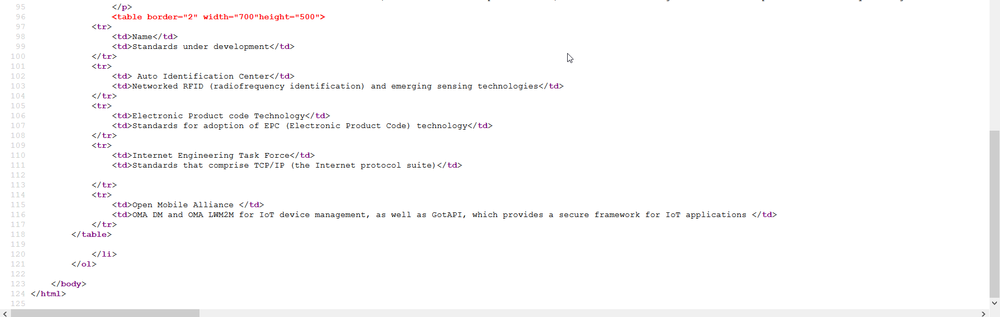 95 </p>
96 <table border="2" width="700"height="500">
97 <tr>
98 <td>Name</td>
99 <td>Standards under development</td>
100 </tr>
101 <tr>
102 <td> Auto Identification Center</td>
103 <td>Networked RFID (radiofrequency identification) and emerging sensing technologies</td>
104 </tr>
105 <tr>
106 <td>Electronic Product code Technology</td>
107 <td>Standards for adoption of EPC (Electronic Product Code) technology</td>
108 </tr>
109 <tr>
110 <td>Internet Engineering Task Force</td>
111 <td>Standards that comprise TCP/IP (the Internet protocol suite)</td>
112
113 </tr>
114 <tr>
115 <td>Open Mobile Alliance </td>
116 <td>OMA DM and OMA LWM2M for IoT device management, as well as GotAPI, which provides a secure framework for IoT applications </td>
117 </tr>
118 </table>
119
120 </li>
121 </ol>
122
123 </body>
124 </html>
125